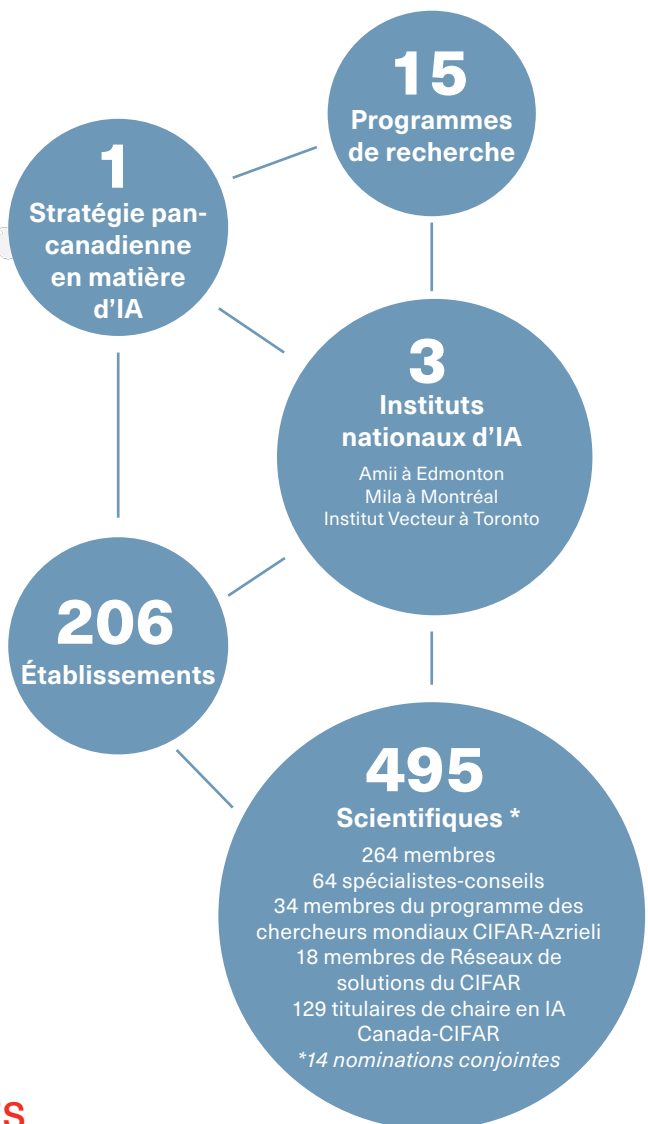 15
Programmes
de recherche
1
Stratégie pan-
canadienne
en matière
d'IA
3
Instituts
nationaux d'IA
Amii à Edmonton
Mila à Montréal
Institut Vecteur à Toronto
206
Établissements
495
Scientifiques *
264 membres
64 spécialistes-conseils
34 membres du programme des
chercheurs mondiaux CIFAR-Azrieli
18 membres de Réseaux de
solutions du CIFAR
129 titulaires de chaire en IA
Canada-CIFAR
*14 nominations conjointes